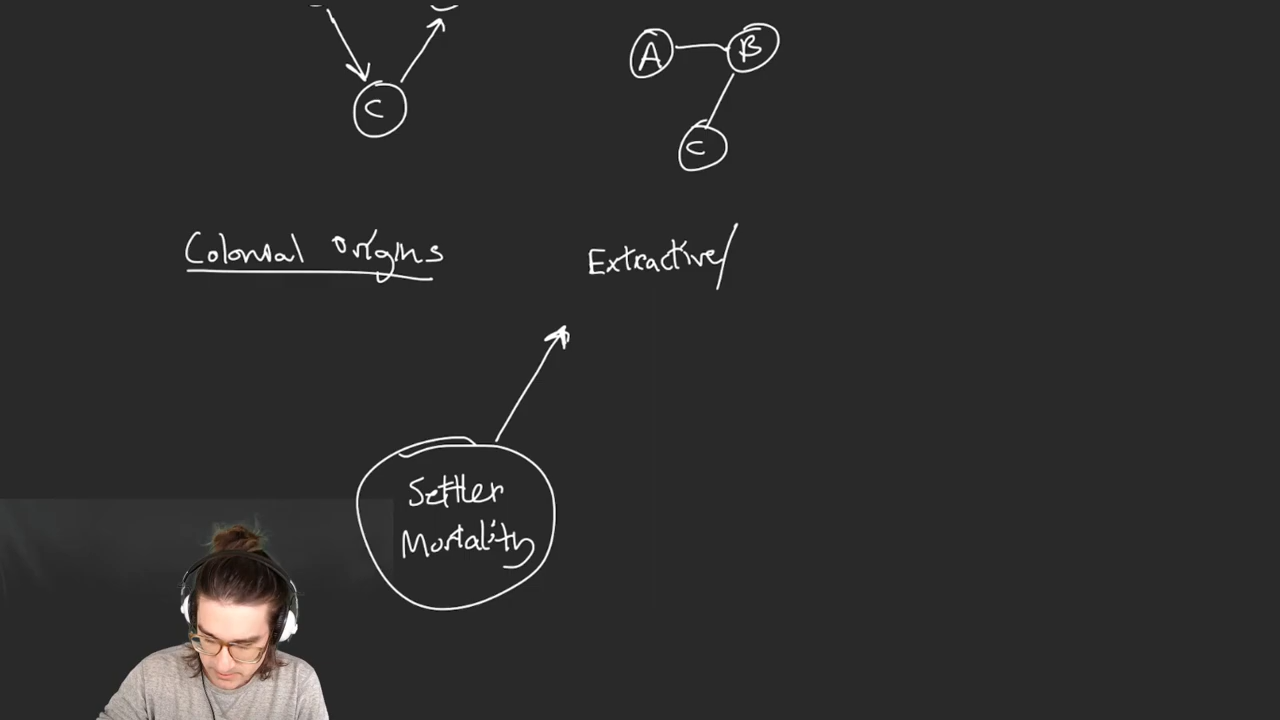 A B
C
C
Colonial Origins
Extractive/
Settler
Mortality